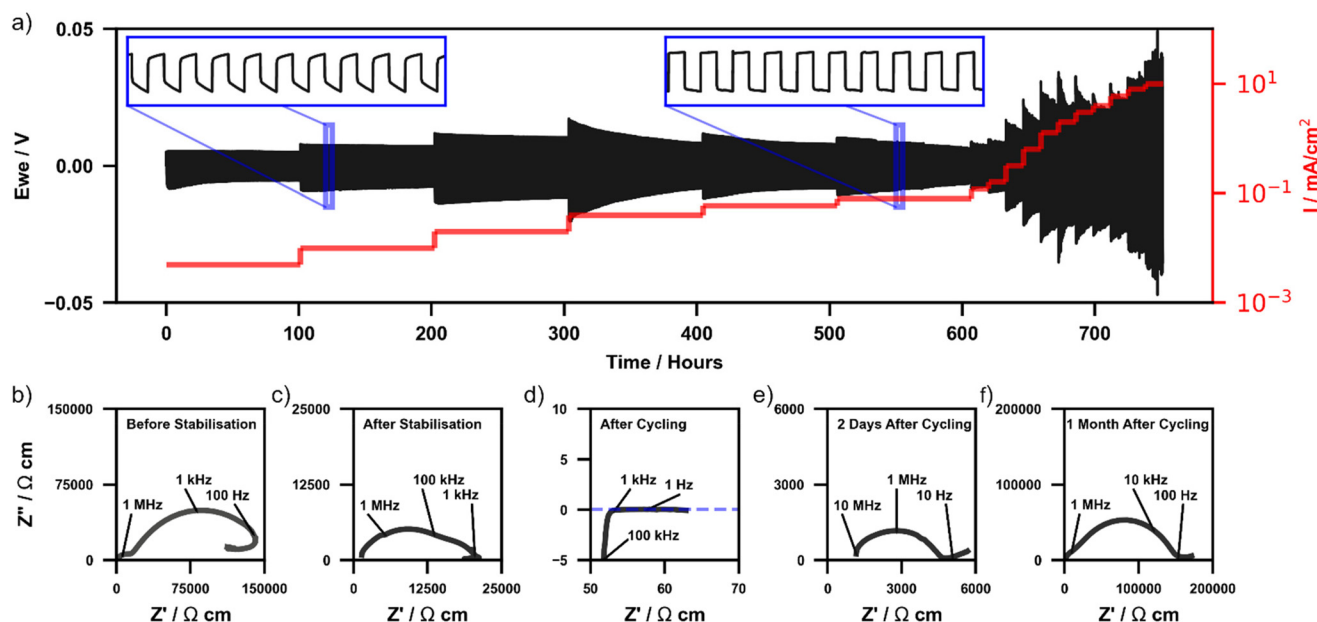 a)
0.05
0.00
−0.05
Ewe / V
10¹
10⁻¹
10⁻³
I / mA/cm²
0 100 200 300 400 500 600 700
Time / Hours
b)
150000
75000
0
Z'' / Ω cm
Before Stabilisation
1 MHz
1 kHz
100 Hz
0 75000 150000
Z' / Ω cm
c)
25000
12500
0
After Stabilisation
1 MHz
100 kHz
1 kHz
0 12500 25000
Z' / Ω cm
d)
10
5
0
−5
After Cycling
1 kHz
1 Hz
100 kHz
50 60 70
Z' / Ω cm
e)
6000
3000
0
2 Days After Cycling
10 MHz
1 MHz
10 Hz
0 2000 4000 6000
Z' / Ω cm
f)
200000
100000
0
1 Month After Cycling
1 MHz
10 kHz
100 Hz
0 100000 200000
Z' / Ω cm